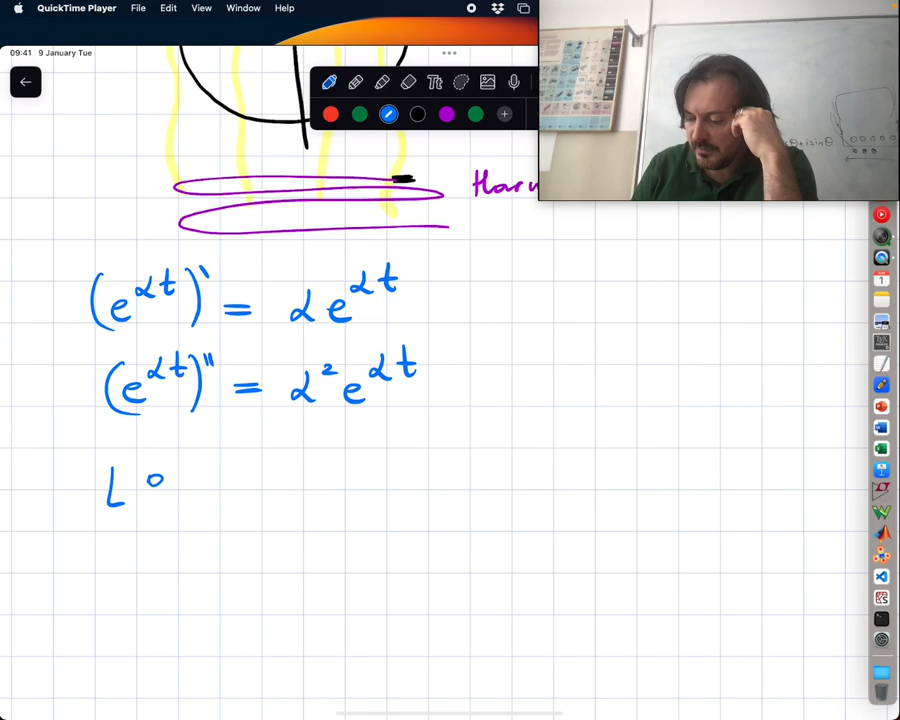 QuickTime Player File Edit View Window Help
09:41 9 January Tue
Harm
(e^{αt})' = α e^{αt}
(e^{αt})'' = α² e^{αt}
L o